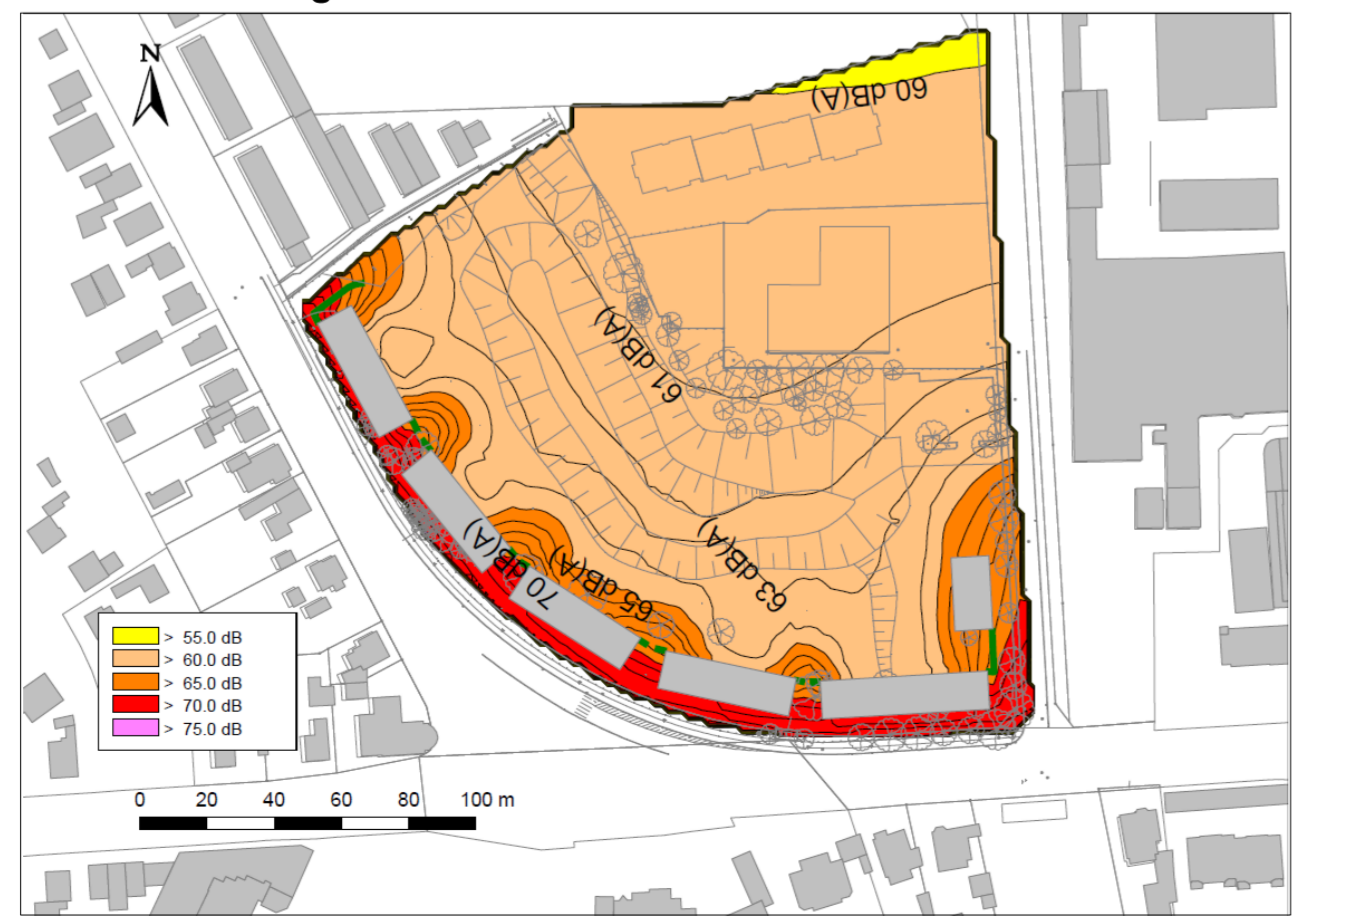 N
60 dB(A)
61 dB(A)
63 dB(A)
65 dB(A)
70 dB(A)
> 55.0 dB
> 60.0 dB
> 65.0 dB
> 70.0 dB
> 75.0 dB
0 20 40 60 80 100 m